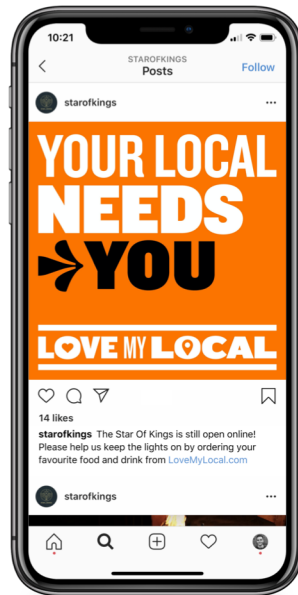 10:21
STAROFKINGS
Posts
Follow
starofkings
YOUR LOCAL
NEEDS
YOU
LOVE MY LOCAL
14 likes
starofkings The Star Of Kings is still open online!
Please help us keep the lights on by ordering your
favourite food and drink from LoveMyLocal.com
starofkings